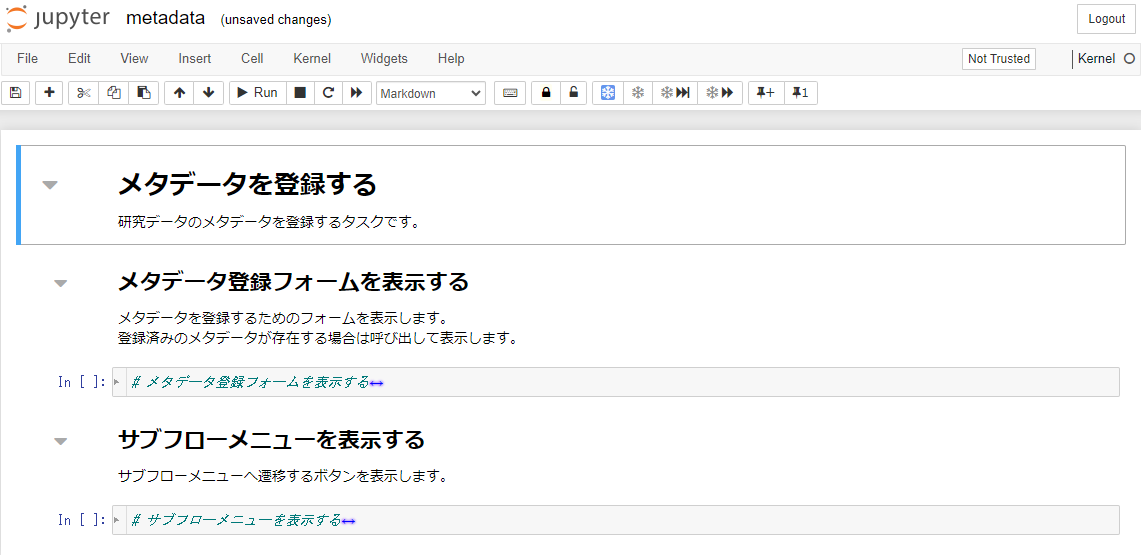 jupyter metadata (unsaved changes) Logout
File Edit View Insert Cell Kernel Widgets Help Not Trusted Kernel
Run Markdown + 1
メタデータを登録する
研究データのメタデータを登録するタスクです。
メタデータ登録フォームを表示する
メタデータを登録するためのフォームを表示します。
登録済みのメタデータが存在する場合は呼び出して表示します。
In [ ]: # メタデータ登録フォームを表示する
サブフローメニューを表示する
サブフローメニューへ遷移するボタンを表示します。
In [ ]: # サブフローメニューを表示する